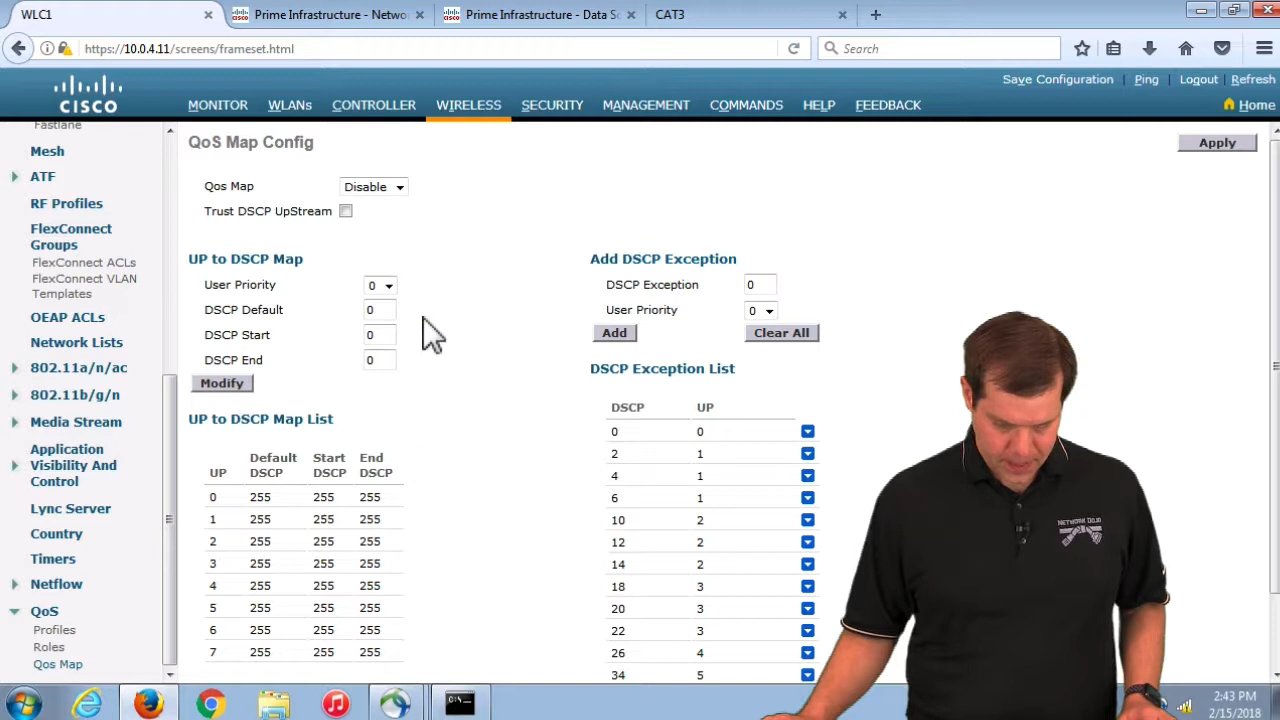 WLC1
Prime Infrastructure - Networ
Prime Infrastructure - Data So
CAT3
https://10.0.4.11/screens/frameset.html
Search
Save Configuration
Ping
Logout
Refresh
CISCO
MONITOR
WLANs
CONTROLLER
WIRELESS
SECURITY
MANAGEMENT
COMMANDS
HELP
FEEDBACK
Home
Fastlane
Mesh
ATF
RF Profiles
FlexConnect
Groups
FlexConnect ACLs
FlexConnect VLAN
Templates
OEAP ACLs
Network Lists
802.11a/n/ac
802.11b/g/n
Media Stream
Application
Visibility And
Control
Lync Server
Country
Timers
Netflow
QoS
Profiles
Roles
Qos Map
QoS Map Config
Apply
Qos Map Disable
Trust DSCP UpStream
UP to DSCP Map
User Priority 0
DSCP Default 0
DSCP Start 0
DSCP End 0
Modify
UP to DSCP Map List
UP Default DSCP Start DSCP End DSCP
0 255 255 255
1 255 255 255
2 255 255 255
3 255 255 255
4 255 255 255
5 255 255 255
6 255 255 255
7 255 255 255
Add DSCP Exception
DSCP Exception 0
User Priority 0
Add Clear All
DSCP Exception List
DSCP UP
0 0
2 1
4 1
6 1
10 2
12 2
14 2
18 3
20 3
22 3
26 4
34 5
NETWORK DOJO
C:\.
2:43 PM
2/15/2018